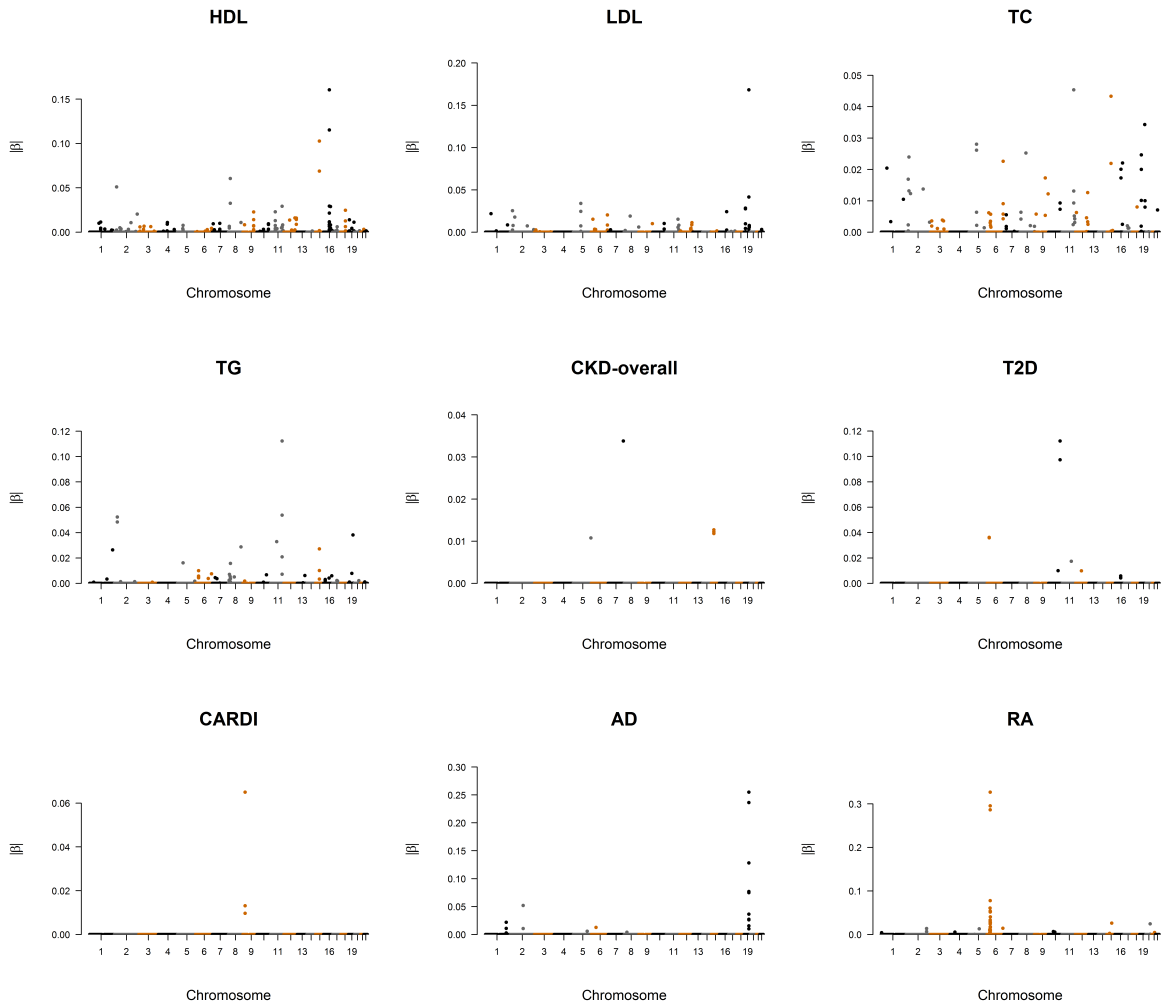 HDL
|β|
0.15
0.10
0.05
0.00
1 2 3 4 5 6 7 8 9 11 13 16 19
Chromosome
LDL
|β|
0.20
0.15
0.10
0.05
0.00
1 2 3 4 5 6 7 8 9 11 13 16 19
Chromosome
TC
|β|
0.05
0.04
0.03
0.02
0.01
0.00
1 2 3 4 5 6 7 8 9 11 13 16 19
Chromosome
TG
|β|
0.12
0.10
0.08
0.06
0.04
0.02
0.00
1 2 3 4 5 6 7 8 9 11 13 16 19
Chromosome
CKD-overall
|β|
0.04
0.03
0.02
0.01
0.00
1 2 3 4 5 6 7 8 9 11 13 16 19
Chromosome
T2D
|β|
0.12
0.10
0.08
0.06
0.04
0.02
0.00
1 2 3 4 5 6 7 8 9 11 13 16 19
Chromosome
CARDI
|β|
0.06
0.04
0.02
0.00
1 2 3 4 5 6 7 8 9 11 13 16 19
Chromosome
AD
|β|
0.30
0.25
0.20
0.15
0.10
0.05
0.00
1 2 3 4 5 6 7 8 9 11 13 16 19
Chromosome
RA
|β|
0.3
0.2
0.1
0.0
1 2 3 4 5 6 7 8 9 11 13 16 19
Chromosome